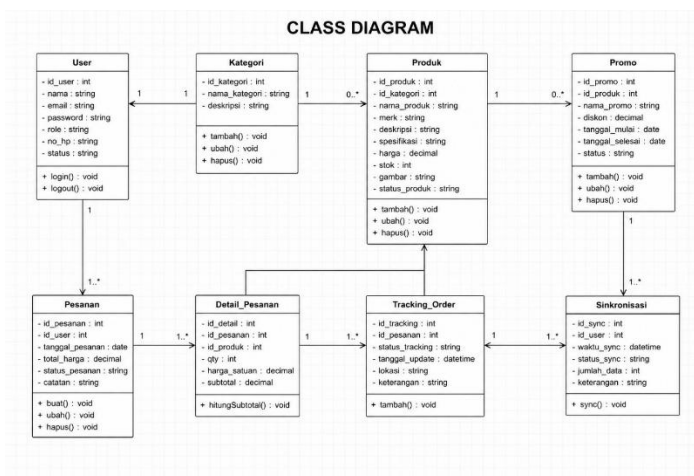 CLASS DIAGRAM
User
- id_user : int
- nama : string
- email : string
- password : string
- role : string
- no_hp : string
- status : string
+ login() : void
+ logout() : void
1
1
Kategori
- id_kategori : int
- nama_kategori : string
- deskripsi : string
+ tambah() : void
+ ubah() : void
+ hapus() : void
1
0..*
Produk
- id_produk : int
- id_kategori : int
- nama_produk : string
- merk : string
- deskripsi : string
- spesifikasi : string
- harga : decimal
- stok : int
- gambar : string
- status_produk : string
+ tambah() : void
+ ubah() : void
+ hapus() : void
1
0..*
Promo
- id_promo : int
- id_produk : int
- nama_promo : string
- diskon : decimal
- tanggal_mulai : date
- tanggal_selesai : date
- status : string
+ tambah() : void
+ ubah() : void
+ hapus() : void
1
1..*
1
1..*
Pesanan
- id_pesanan : int
- id_user : int
- tanggal_pesanan : date
- total_harga : decimal
- status_pesanan : string
- catatan : string
+ buat() : void
+ ubah() : void
+ hapus() : void
1
1..*
Detail_Pesanan
- id_detail : int
- id_pesanan : int
- id_produk : int
- qty : int
- harga_satuan : decimal
- subtotal : decimal
+ hitungSubtotal() : void
1
1..*
Tracking_Order
- id_tracking : int
- id_pesanan : int
- status_tracking : string
- tanggal_update : datetime
- lokasi : string
- keterangan : string
+ tambah() : void
1
1..*
Sinkronisasi
- id_sync : int
- id_user : int
- waktu_sync : datetime
- status_sync : string
- jumlah_data : int
- keterangan : string
+ sync() : void